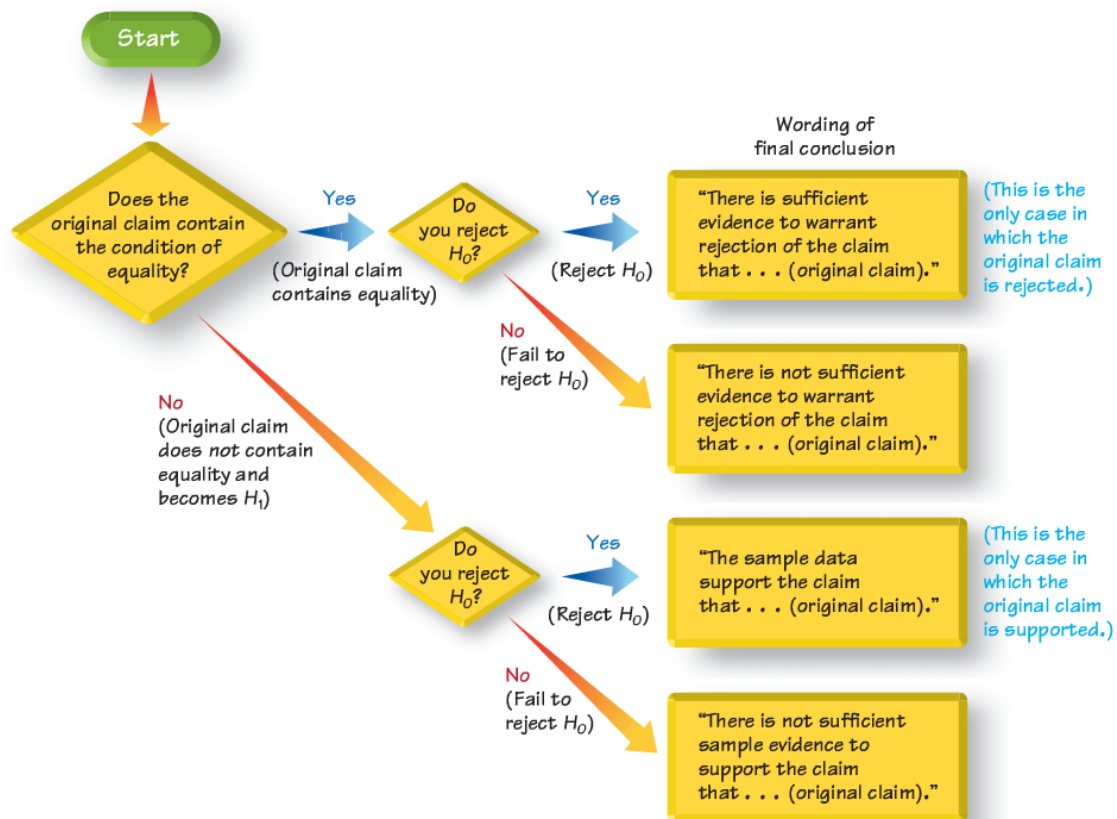 Start
Does the
original claim contain
the condition of
equality?
Yes
(Original claim
contains equality)
Do
you reject
H₀?
Yes
(Reject H₀)
Wording of
final conclusion
“There is sufficient
evidence to warrant
rejection of the claim
that . . . (original claim).”
(This is the
only case in
which the
original claim
is rejected.)
No
(Fail to
reject H₀)
“There is not sufficient
evidence to warrant
rejection of the claim
that . . . (original claim).”
No
(Original claim
does not contain
equality and
becomes H₁)
Do
you reject
H₀?
Yes
(Reject H₀)
“The sample data
support the claim
that . . . (original claim).”
(This is the
only case in
which the
original claim
is supported.)
No
(Fail to
reject H₀)
“There is not sufficient
sample evidence to
support the claim
that . . . (original claim).”